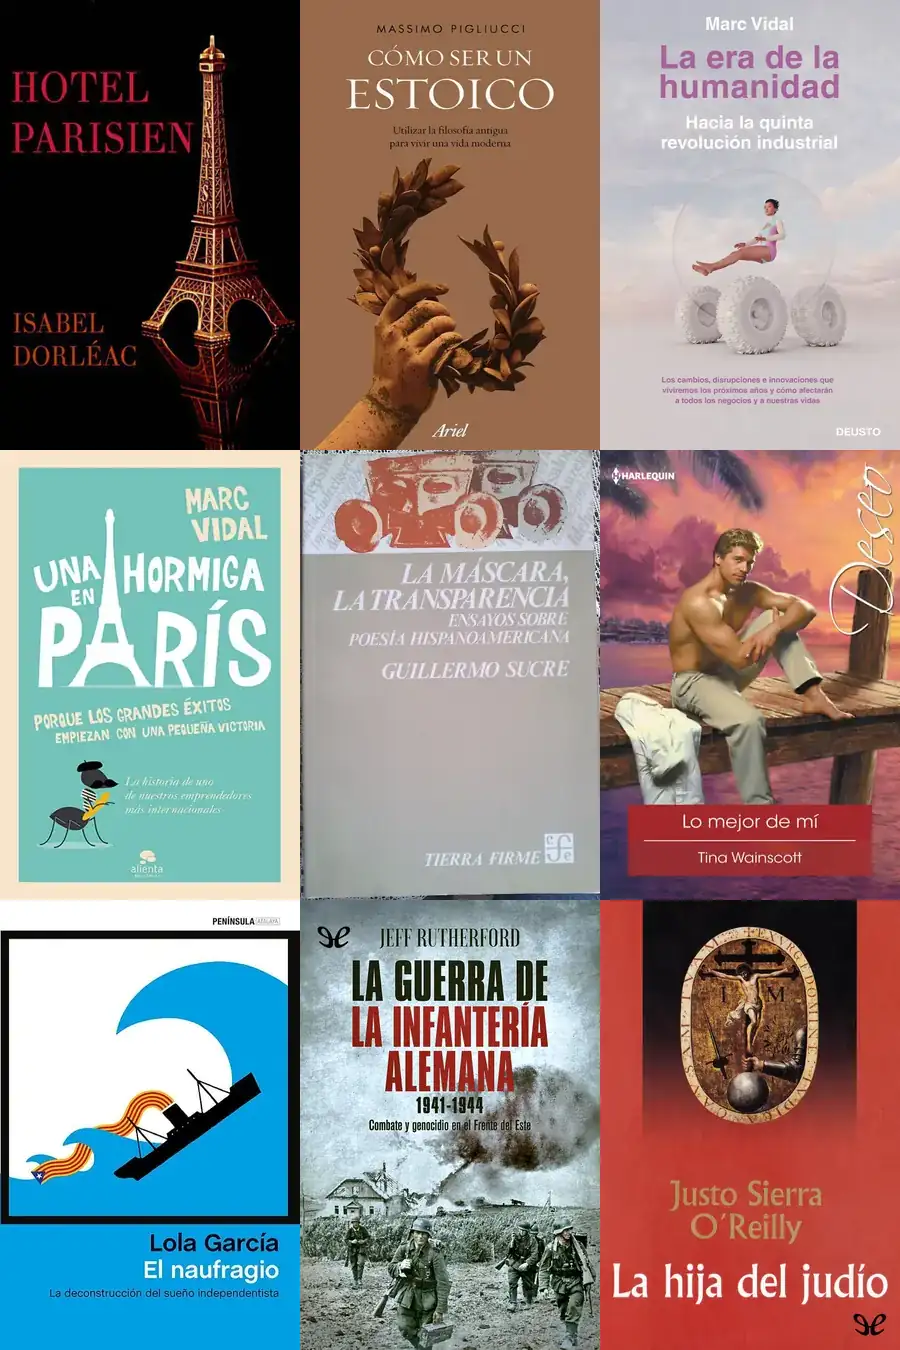 HOTEL
PARISIEN
ISABEL
DORLÉAC
MASSIMO PIGLIUCCI
CÓMO SER UN
ESTOICO
Utilizar la filosofía antigua
para vivir una vida moderna
Ariel
Marc Vidal
La era de la
humanidad
Hacia la quinta
revolución industrial
Los cambios, disrupciones e innovaciones que
viviremos los próximos años y cómo afectarán
a todos los negocios y a nuestras vidas
DEUSTO
MARC
VIDAL
UNA HORMIGA
EN
PARÍS
PORQUE LOS GRANDES ÉXITOS
EMPIEZAN CON UNA PEQUEÑA VICTORIA
La historia de uno
de nuestros emprendedores
más internacionales
alienta
LA MÁSCARA,
LA TRANSPARENCIA
ENSAYOS SOBRE
POESÍA HISPANOAMERICANA
GUILLERMO SUCRE
TIERRA FIRME
HARLEQUIN
Deseo
Lo mejor de mí
Tina Wainscott
PENÍNSULA ATALAYA
Lola García
El naufragio
La deconstrucción del sueño independentista
JEFF RUTHERFORD
LA GUERRA DE
LA INFANTERÍA
ALEMANA
1941-1944
Combate y genocidio en el Frente del Este
Justo Sierra
O'Reilly
La hija del judío